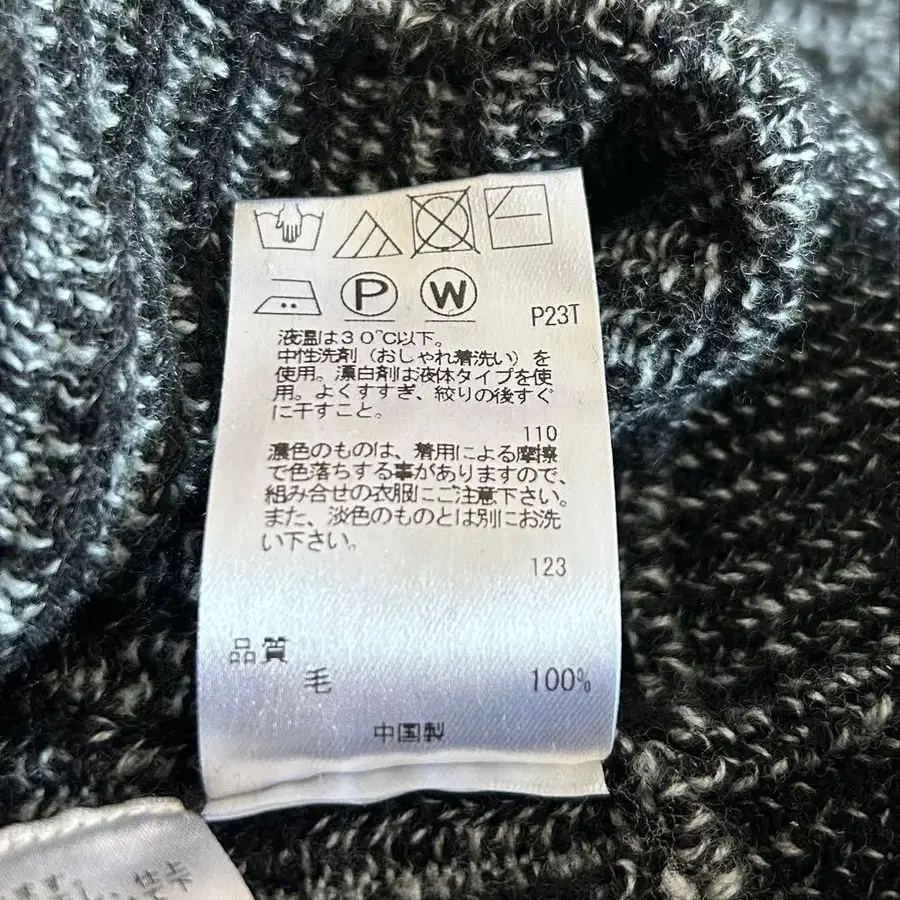 P W
P23T
液温は30℃以下。
中性洗剤（おしゃれ着洗い）を
使用。漂白剤は液体タイプを使
用。よくすすぎ、絞りの後すぐ
に干すこと。
110
濃色のものは、着用による摩擦
で色落ちする事がありますので、
組み合せの衣服にご注意下さい。
また、淡色のものとは別にお洗
い下さい。
123
品質
毛 100%
中国製